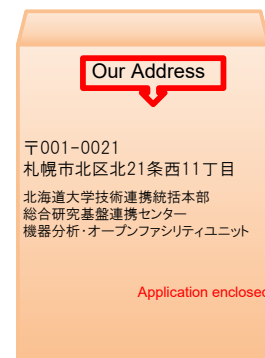 Our Address
〒001-0021
札幌市北区北21条西11丁目
北海道大学技術連携統括本部
総合研究基盤連携センター
機器分析・オープンファシリティユニット
Application enclosed